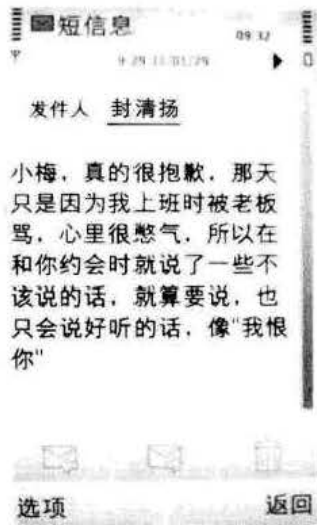 短信息
09:32
发件人 封清扬
小梅，真的很抱歉，那天
只是因为我上班时被老板
骂，心里很憋气，所以在
和你约会时就说了一些不
该说的话，就算要说，也
只会说好听的话，像"我恨
你"
选项 返回